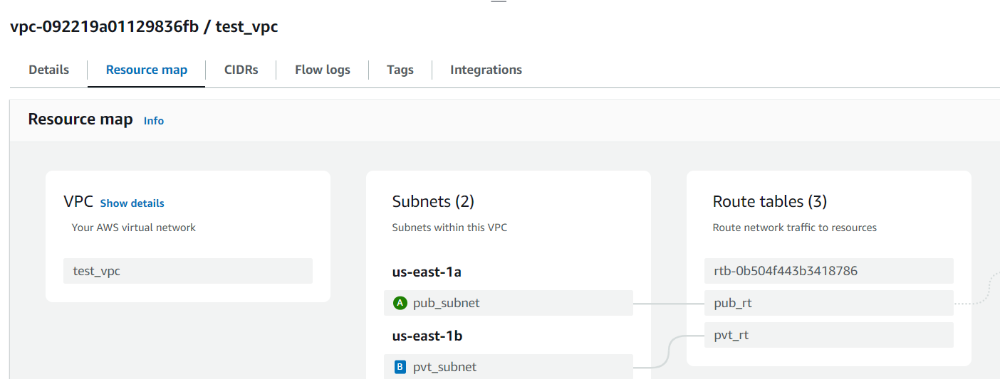 vpc-092219a01129836fb / test_vpc
Details
Resource map
CIDRs
Flow logs
Tags
Integrations
Resource map Info
VPC Show details
Your AWS virtual network
test_vpc
Subnets (2)
Subnets within this VPC
us-east-1a
A pub_subnet
us-east-1b
B pvt_subnet
Route tables (3)
Route network traffic to resources
rtb-0b504f443b3418786
pub_rt
pvt_rt